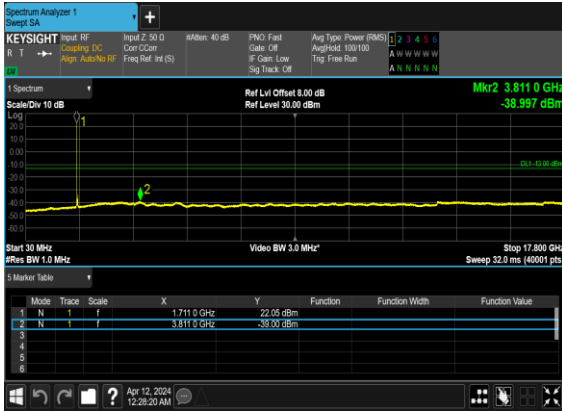 Spectrum Analyzer 1
Swept SA
+
KEYSIGHT
R T
LV
Input: RF
Coupling: DC
Align: Auto/No RF
Input Z: 50 Ω
Corr CCorr
Freq Ref: Int (S)
#Atten: 40 dB
PNO: Fast
Gate: Off
IF Gain: Low
Sig Track: Off
Avg Type: Power (RMS)
Avg|Hold: 100/100
Trig: Free Run
1 2 3 4 5 6
A W W W W W
A N N N N N
1 Spectrum
Scale/Div 10 dB
Ref Lvl Offset 8.00 dB
Ref Level 30.00 dBm
Mkr2 3.811 0 GHz
-38.997 dBm
Log
20.0
10.0
0.00
-10.0
-20.0
-30.0
-40.0
-50.0
-60.0
1
2
DL1 -13.00 dBm
Start 30 MHz
#Res BW 1.0 MHz
Video BW 3.0 MHz*
Stop 17.800 GHz
Sweep 32.0 ms (40001 pts)
5 Marker Table
Mode Trace Scale X Y Function Function Width Function Value
1 N 1 f 1.711 0 GHz 22.05 dBm
2 N 1 f 3.811 0 GHz -39.00 dBm
3
4
5
6
?
Apr 12, 2024
12:28:20 AM